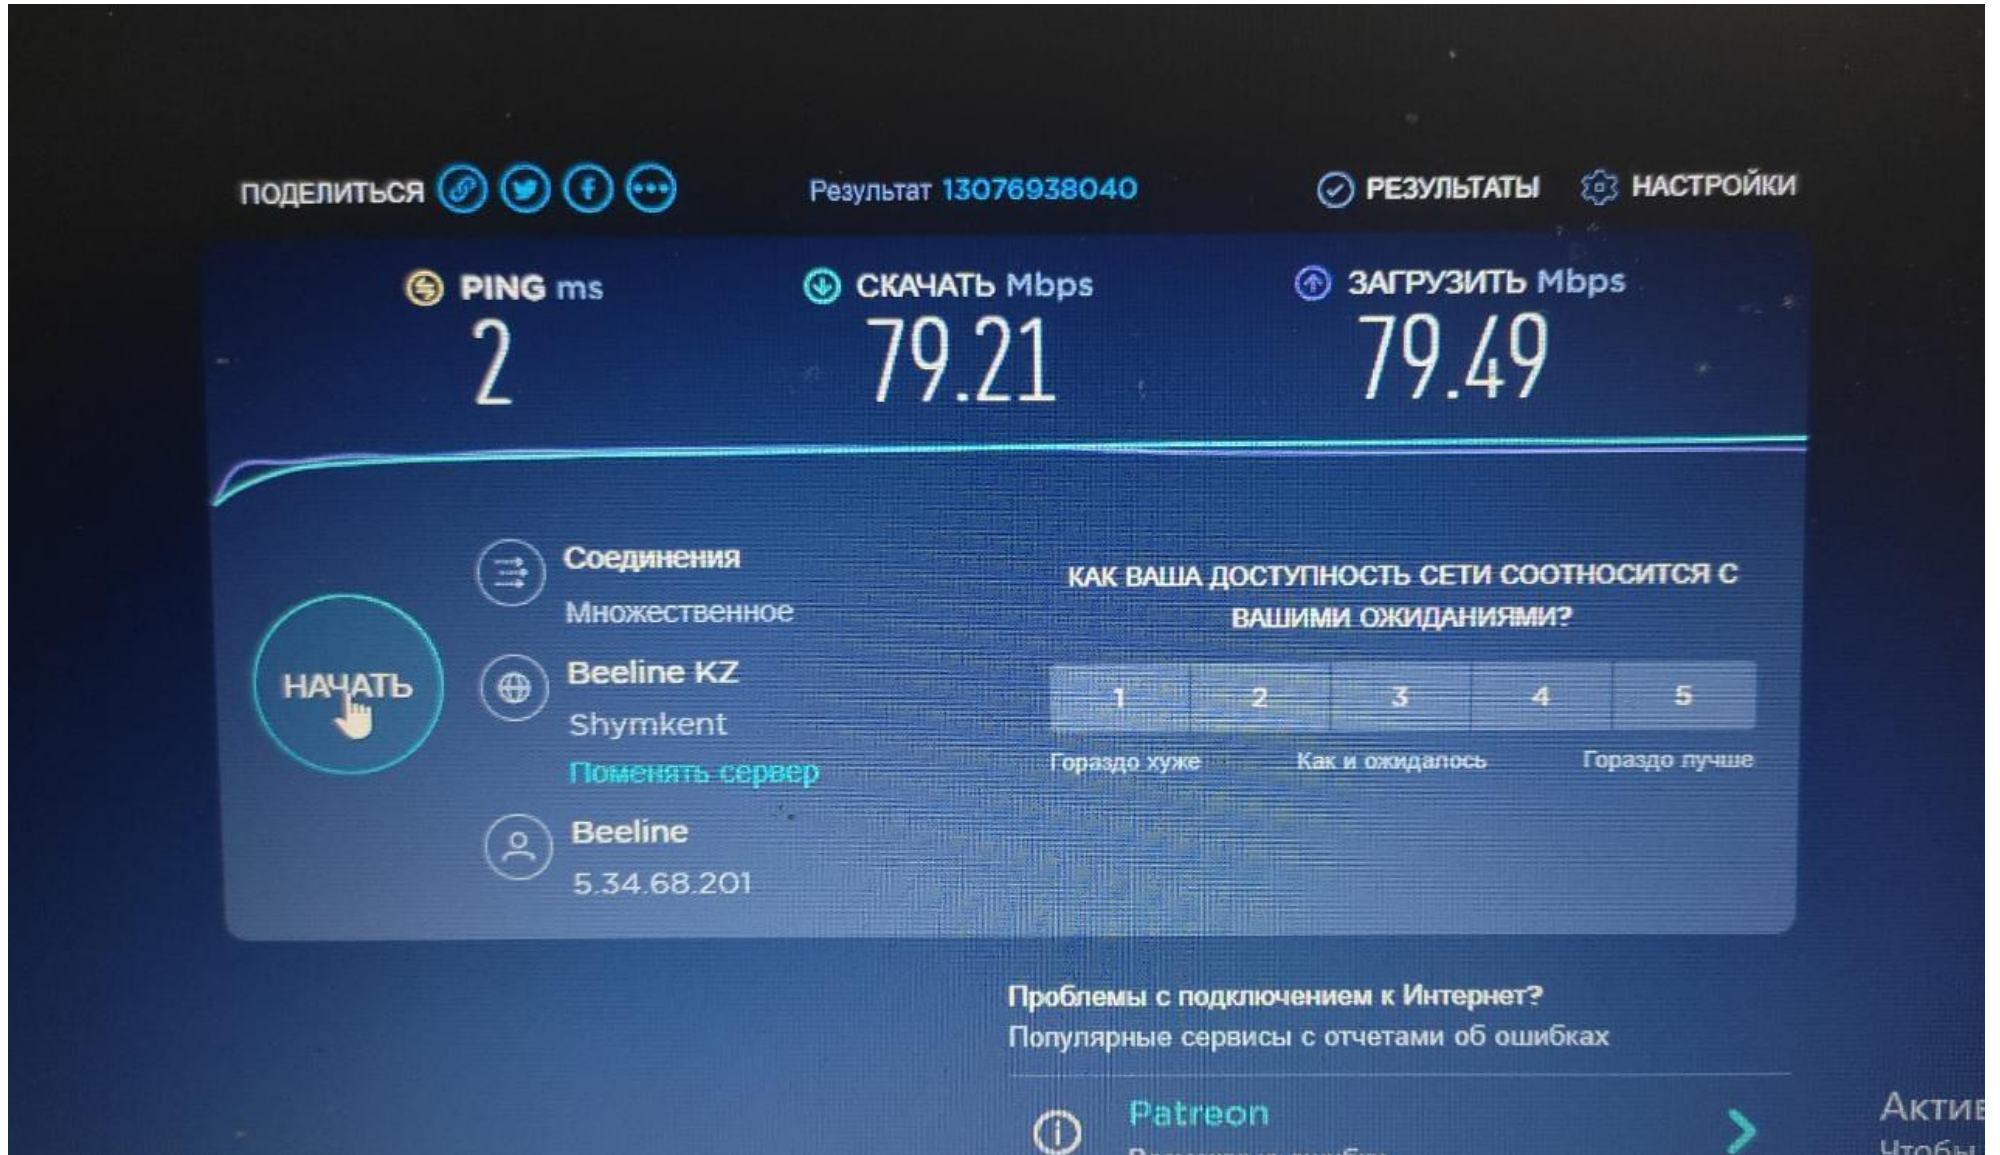 ПОДЕЛИТЬСЯ
Результат 13076938040
РЕЗУЛЬТАТЫ
НАСТРОЙКИ
PING ms
2
СКАЧАТЬ Mbps
79.21
ЗАГРУЗИТЬ Mbps
79.49
НАЧАТЬ
Соединения
Множественное
Beeline KZ
Shymkent
Поменять сервер
Beeline
5.34.68.201
КАК ВАША ДОСТУПНОСТЬ СЕТИ СООТНОСИТСЯ С
ВАШИМИ ОЖИДАНИЯМИ?
1 2 3 4 5
Гораздо хуже Как и ожидалось Гораздо лучше
Проблемы с подключением к Интернет?
Популярные сервисы с отчетами об ошибках
Patreon